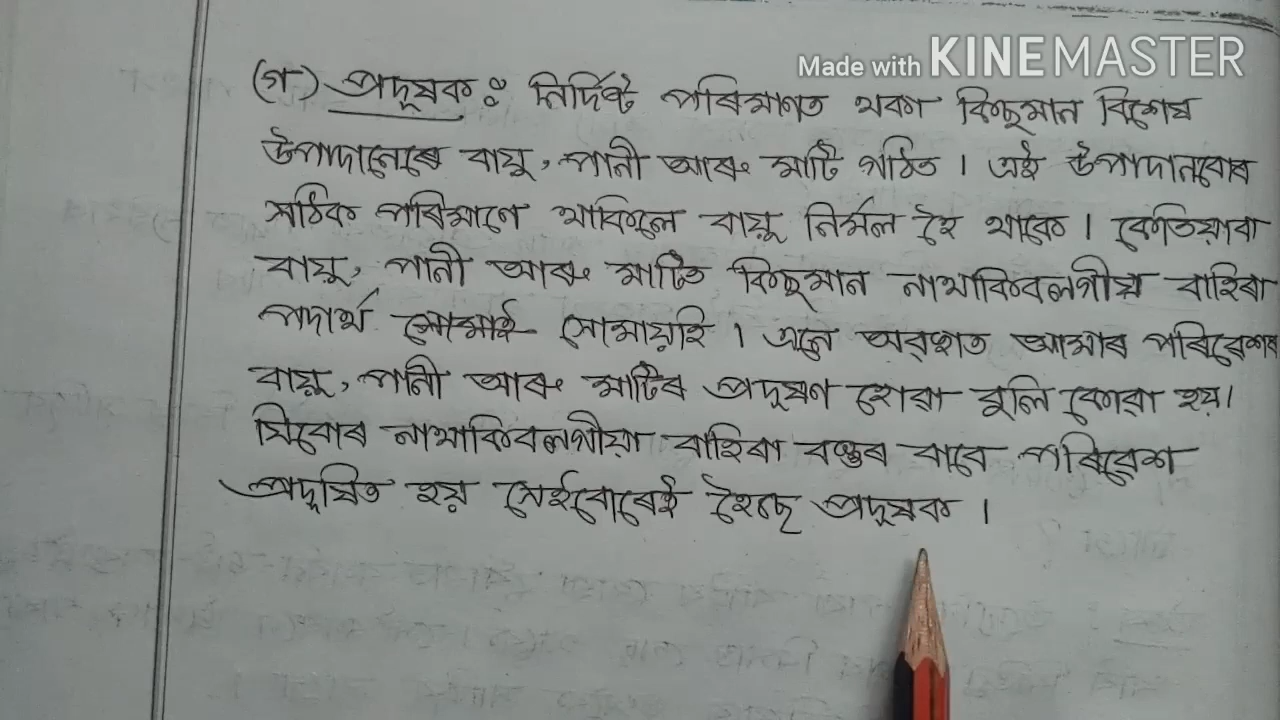 Made with KINEMASTER
(গ) প্ৰদূষক ঃ নিৰ্দিষ্ট পৰিমাণত থকা কিছুমান বিশেষ
উপাদানেৰে বায়ু, পানী আৰু মাটি গঠিত । এই উপাদানবোৰ
সঠিক পৰিমাণে থাকিলে বায়ু নিৰ্মল হৈ থাকে । কেতিয়াবা
বায়ু, পানী আৰু মাটিত কিছুমান নাথাকিবলগীয়া বাহিৰা
পদাৰ্থ সোমাই সোমায়হি । এনে অৱস্থাত আমাৰ পৰিৱেশৰ
বায়ু, পানী আৰু মাটিৰ প্ৰদূষণ হোৱা বুলি কোৱা হয়।
যিবোৰ নাথাকিবলগীয়া বাহিৰা বস্তুৰ বাবে পৰিৱেশ
প্ৰদূষিত হয় সেইবোৰেই হৈছে প্ৰদূষক ।